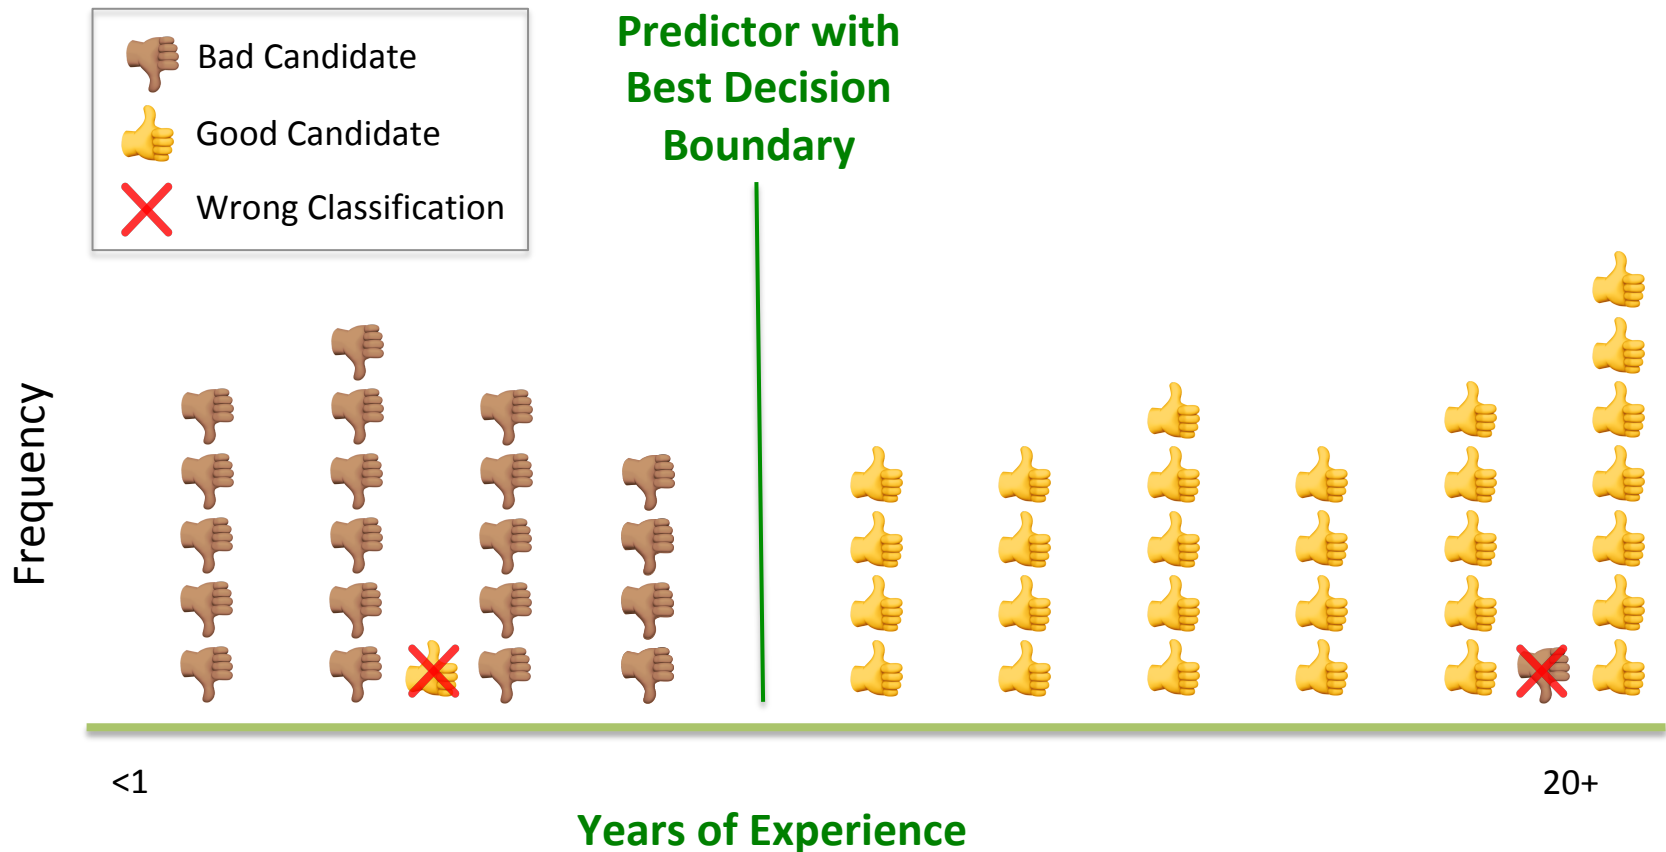 Bad Candidate
Good Candidate
Wrong Classification
Predictor with
Best Decision
Boundary
Frequency
<1
20+
Years of Experience